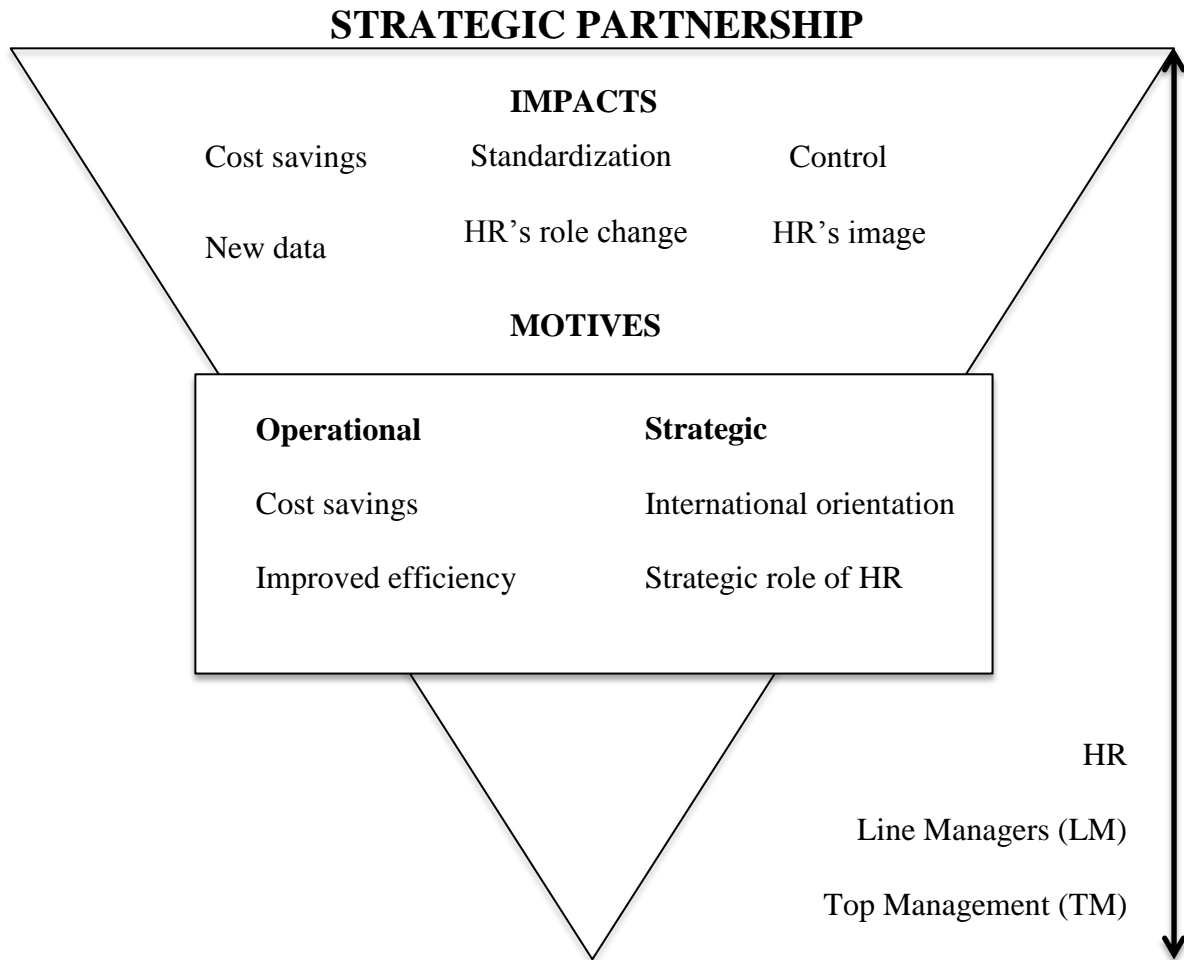 STRATEGIC PARTNERSHIP
IMPACTS
Cost savings Standardization Control
New data HR’s role change HR’s image
MOTIVES
Operational Strategic
Cost savings International orientation
Improved efficiency Strategic role of HR
HR
Line Managers (LM)
Top Management (TM)